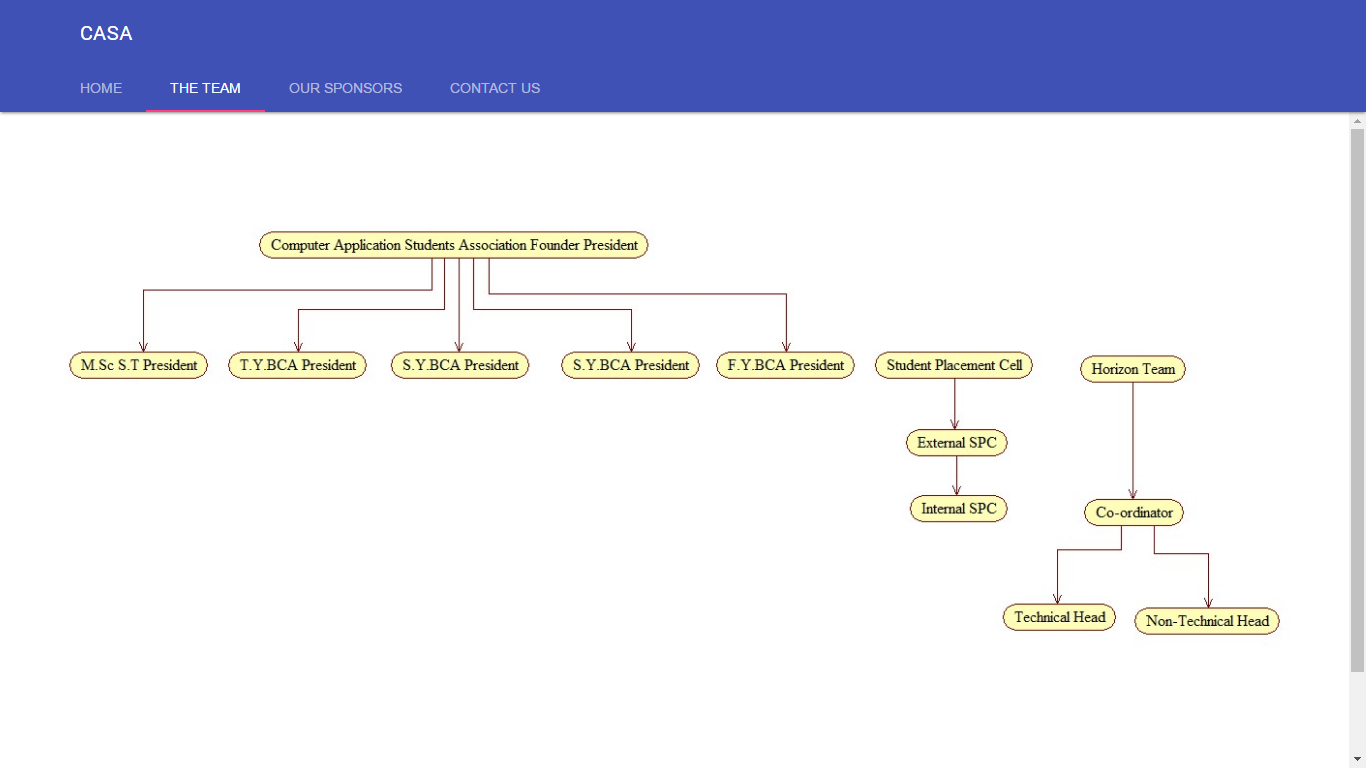 CASA
HOME
THE TEAM
OUR SPONSORS
CONTACT US
Computer Application Students Association Founder President
M.Sc S.T President
T.Y.BCA President
S.Y.BCA President
S.Y.BCA President
F.Y.BCA President
Student Placement Cell
Horizon Team
External SPC
Internal SPC
Co-ordinator
Technical Head
Non-Technical Head